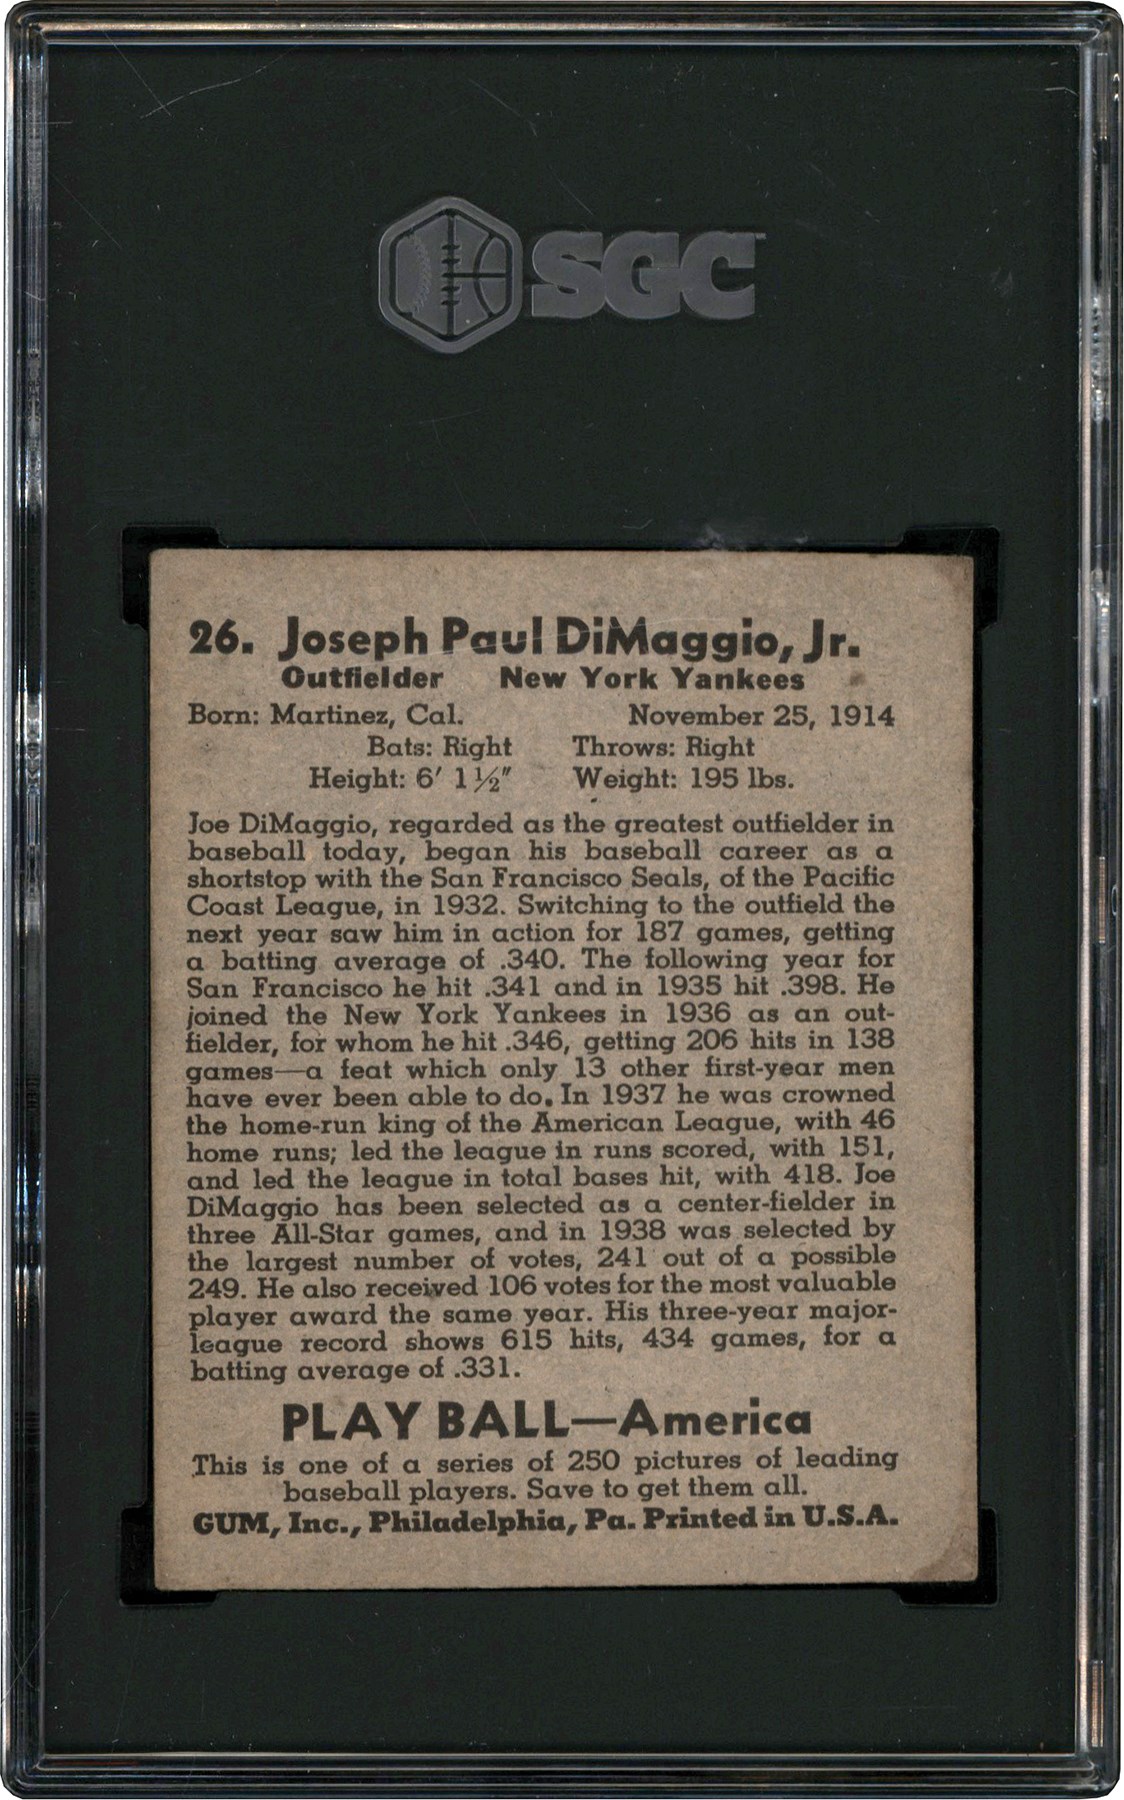 SGC
26. Joseph Paul DiMaggio, Jr.
Outfielder New York Yankees
Born: Martinez, Cal. November 25, 1914
Bats: Right Throws: Right
Height: 6' 1½" Weight: 195 lbs.
Joe DiMaggio, regarded as the greatest outfielder in
baseball today, began his baseball career as a
shortstop with the San Francisco Seals, of the Pacific
Coast League, in 1932. Switching to the outfield the
next year saw him in action for 187 games, getting
a batting average of .340. The following year for
San Francisco he hit .341 and in 1935 hit .398. He
joined the New York Yankees in 1936 as an out-
fielder, for whom he hit .346, getting 206 hits in 138
games—a feat which only 13 other first-year men
have ever been able to do. In 1937 he was crowned
the home-run king of the American League, with 46
home runs; led the league in runs scored, with 151,
and led the league in total bases hit, with 418. Joe
DiMaggio has been selected as a center-fielder in
three All-Star games, and in 1938 was selected by
the largest number of votes, 241 out of a possible
249. He also received 106 votes for the most valuable
player award the same year. His three-year major-
league record shows 615 hits, 434 games, for a
batting average of .331.
PLAY BALL—America
This is one of a series of 250 pictures of leading
baseball players. Save to get them all.
GUM, Inc., Philadelphia, Pa. Printed in U.S.A.